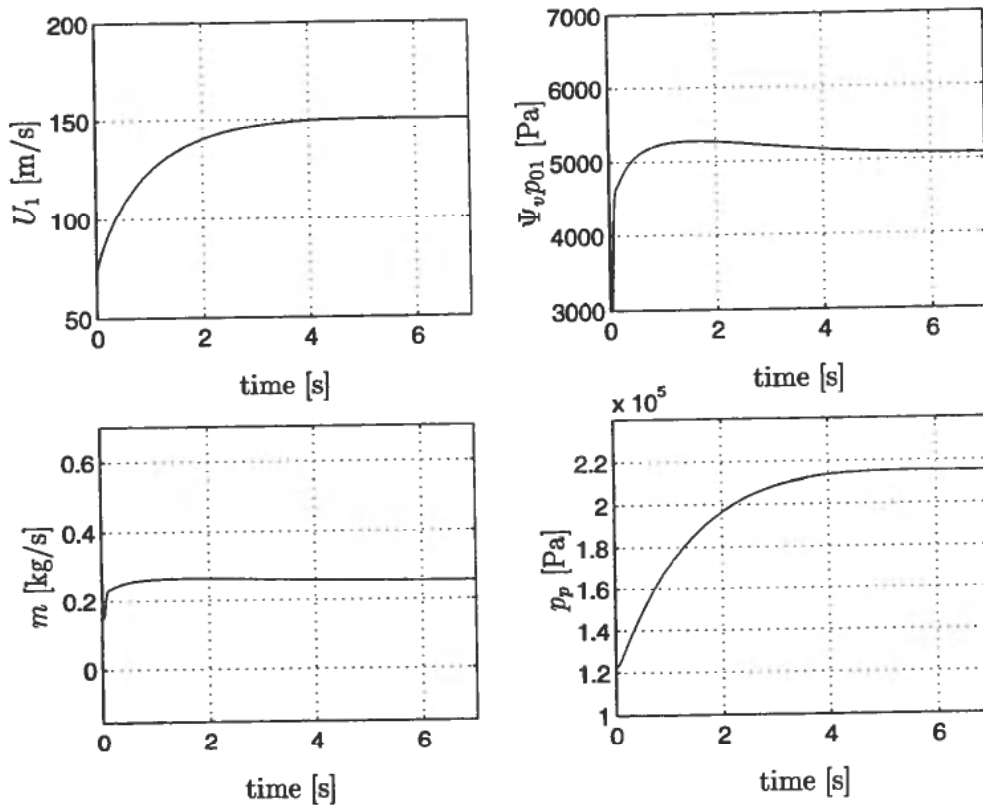 200
150
100
50
U₁ [m/s]
0 2 4 6
time [s]
7000
6000
5000
4000
3000
Ψᵥp₀₁ [Pa]
0 2 4 6
time [s]
0.6
0.4
0.2
0
m [kg/s]
0 2 4 6
time [s]
x 10⁵
2.2
2
1.8
1.6
1.4
1.2
1
pₚ [Pa]
0 2 4 6
time [s]